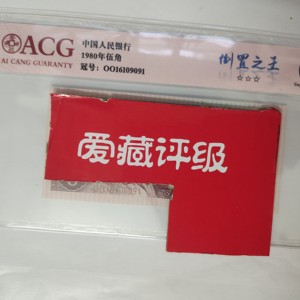 ACG
AI CANG GUARANTY
中国人民银行
1980年伍角
冠号：OO16109091
倒置之王
☆☆☆
爱藏评级